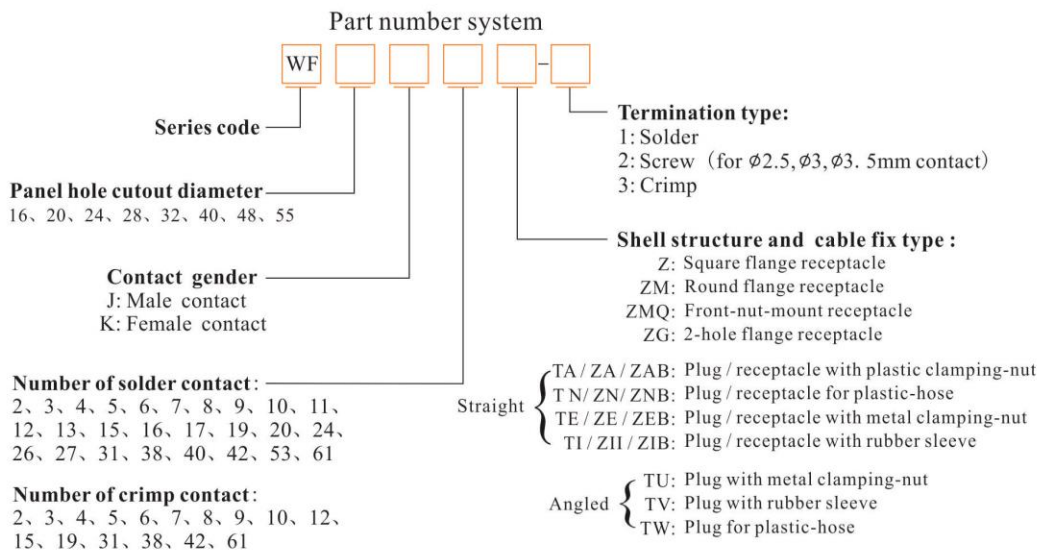 Part number system
WF
-
Series code
Panel hole cutout diameter
16、20、24、28、32、40、48、55
Contact gender
J: Male contact
K: Female contact
Number of solder contact:
2、3、4、5、6、7、8、9、10、11、
12、13、15、16、17、19、20、24、
26、27、31、38、40、42、53、61
Number of crimp contact:
2、3、4、5、6、7、8、9、10、12、
15、19、31、38、42、61
Termination type:
1: Solder
2: Screw（for Ø2.5, Ø3, Ø3. 5mm contact）
3: Crimp
Shell structure and cable fix type :
Z: Square flange receptacle
ZM: Round flange receptacle
ZMQ: Front-nut-mount receptacle
ZG: 2-hole flange receptacle
Straight
TA / ZA / ZAB: Plug / receptacle with plastic clamping-nut
T N/ ZN/ ZNB: Plug / receptacle for plastic-hose
TE / ZE / ZEB: Plug / receptacle with metal clamping-nut
TI / ZII / ZIB: Plug / receptacle with rubber sleeve
Angled
TU: Plug with metal clamping-nut
TV: Plug with rubber sleeve
TW: Plug for plastic-hose